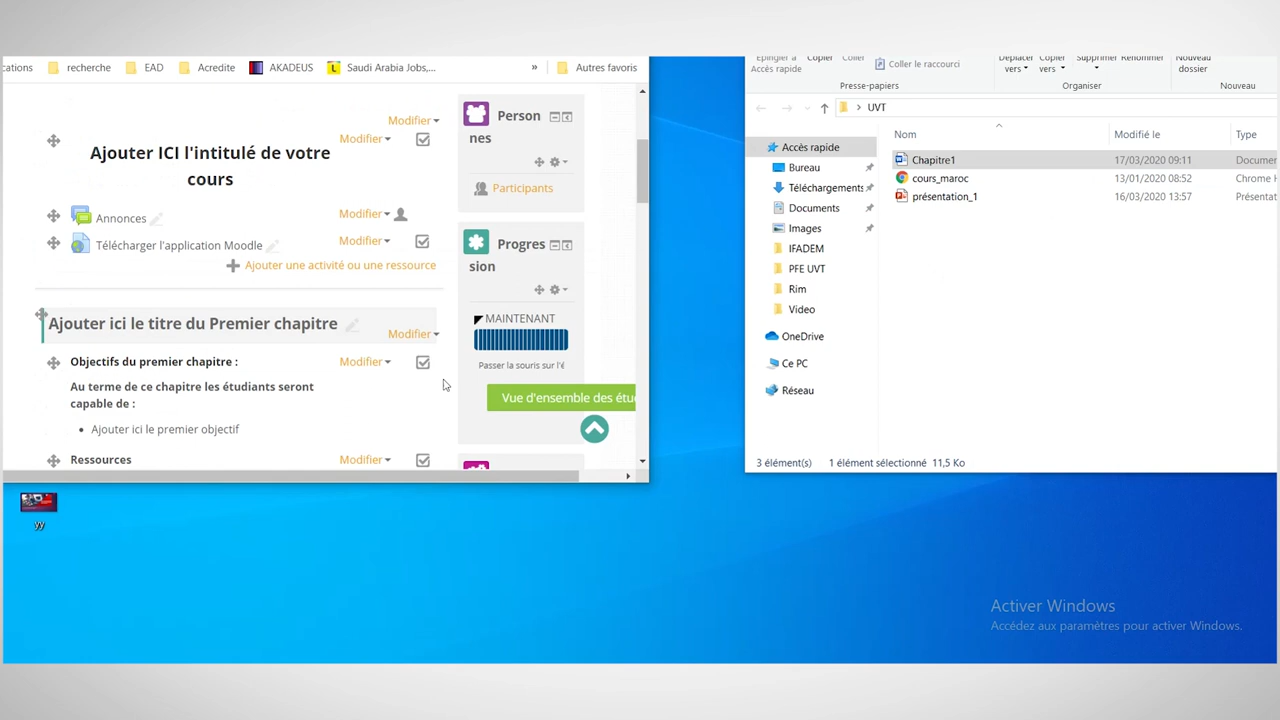 cations recherche EAD Acredite AKADEUS Saudi Arabia Jobs,... » Autres favoris
Modifier
Modifier
Ajouter ICI l'intitulé de votre
cours
Annonces Modifier
Télécharger l'application Moodle Modifier
Ajouter une activité ou une ressource
Ajouter ici le titre du Premier chapitre
Modifier
Objectifs du premier chapitre : Modifier
Au terme de ce chapitre les étudiants seront
capable de :
• Ajouter ici le premier objectif
Ressources Modifier
Person
nes
Participants
Progres
sion
MAINTENANT
Passer la souris sur l'é
Vue d'ensemble des étu
yy
Épingler à Copier Coller Déplacer Copier Supprimer Renommer Nouveau
Accès rapide Coller le raccourci vers vers dossier
Presse-papiers Organiser Nouveau
UVT
Nom Modifié le Type
Chapitre1 17/03/2020 09:11 Docume
cours_maroc 13/01/2020 08:52 Chrome H
présentation_1 16/03/2020 13:57 Présentat
Accès rapide
Bureau
Téléchargements
Documents
Images
IFADEM
PFE UVT
Rim
Video
OneDrive
Ce PC
Réseau
3 élément(s) 1 élément sélectionné 11,5 Ko
Activer Windows
Accédez aux paramètres pour activer Windows.